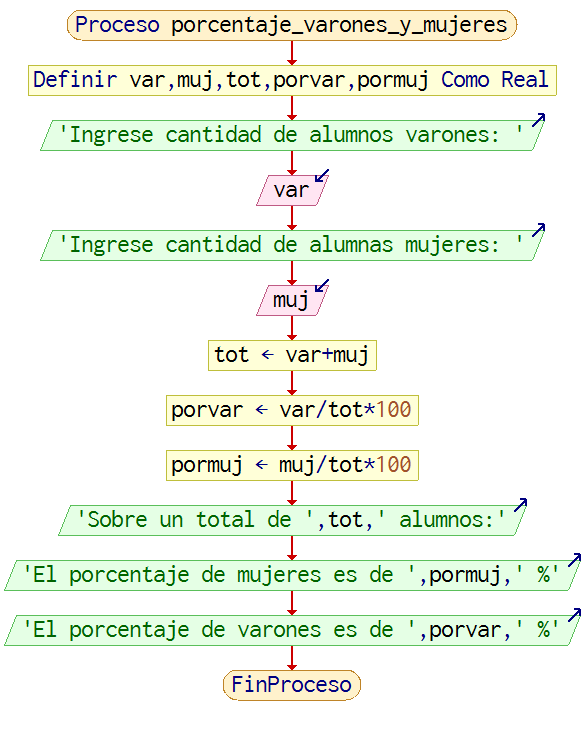 Proceso porcentaje_varones_y_mujeres
Definir var,muj,tot,porvar,pormuj Como Real
'Ingrese cantidad de alumnos varones: '
var
'Ingrese cantidad de alumnas mujeres: '
muj
tot ← var+muj
porvar ← var/tot*100
pormuj ← muj/tot*100
'Sobre un total de ',tot,' alumnos:'
'El porcentaje de mujeres es de ',pormuj,' %'
'El porcentaje de varones es de ',porvar,' %'
FinProceso